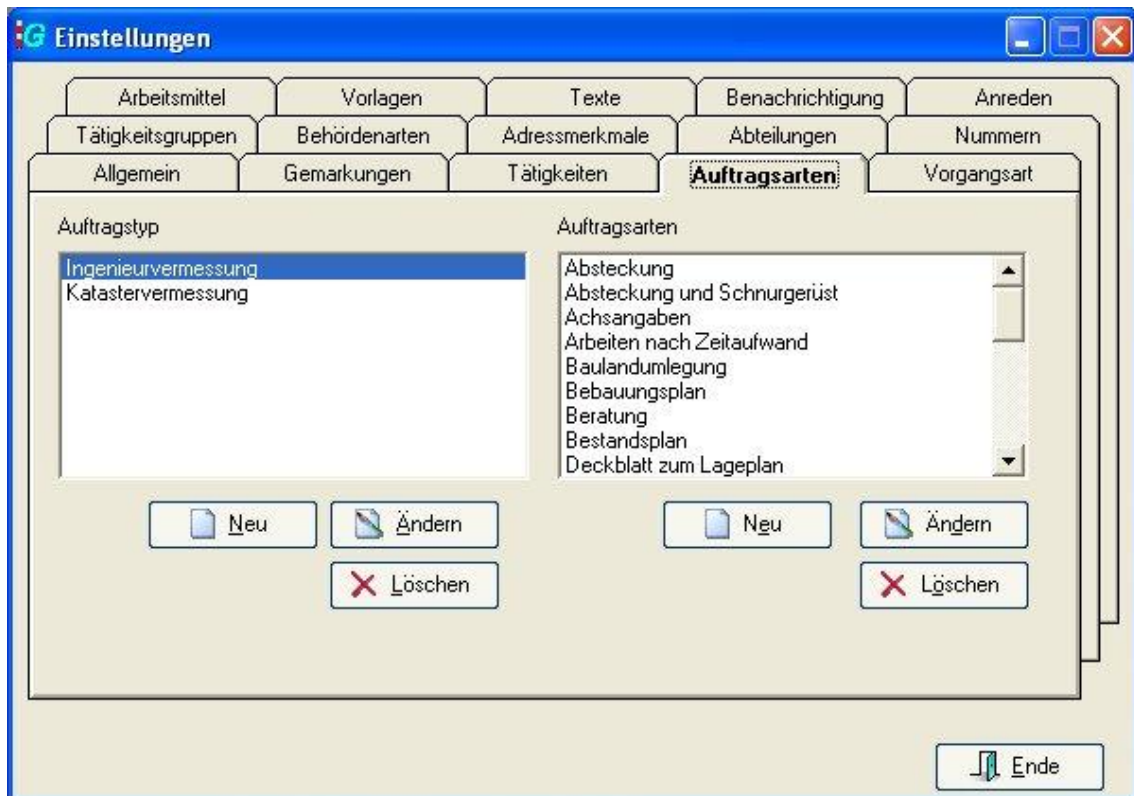 G Einstellungen
Arbeitsmittel Vorlagen Texte Benachrichtigung Anreden
Tätigkeitsgruppen Behördenarten Adressmerkmale Abteilungen Nummern
Allgemein Gemarkungen Tätigkeiten Auftragsarten Vorgangsart
Auftragstyp
Ingenieurvermessung
Katastervermessung
Neu Ändern
Löschen
Auftragsarten
Absteckung
Absteckung und Schnurgerüst
Achsangaben
Arbeiten nach Zeitaufwand
Baulandumlegung
Bebauungsplan
Beratung
Bestandsplan
Deckblatt zum Lageplan
Neu Ändern
Löschen
Ende